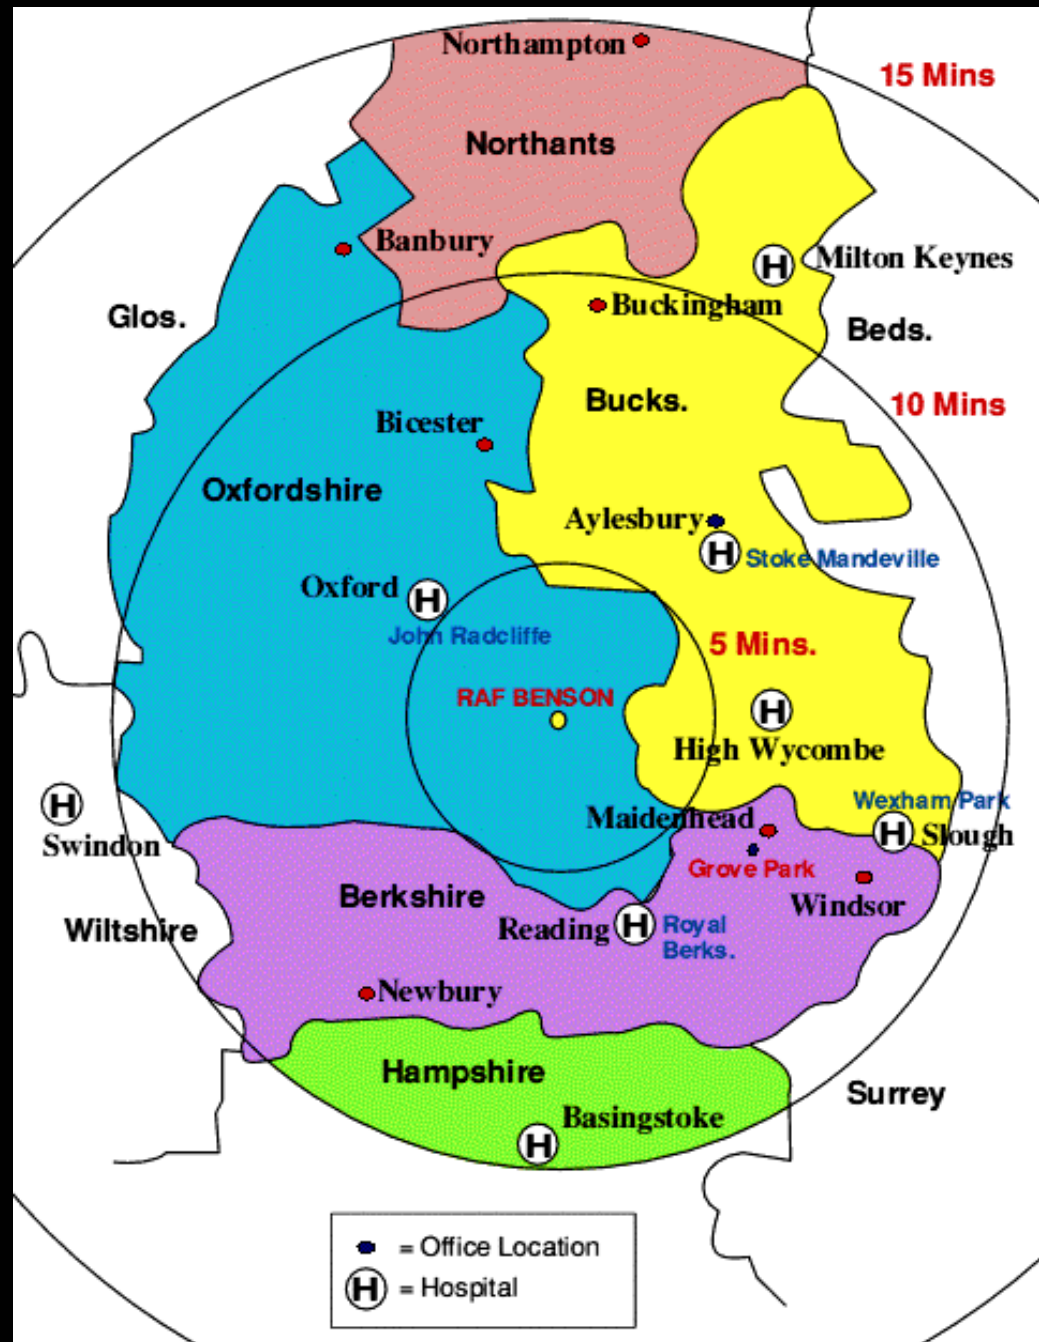 Northampton
15 Mins
Northants
Banbury
Milton Keynes
Buckingham
Glos.
Beds.
Bucks.
10 Mins
Bicester
Oxfordshire
Aylesbury
H Stoke Mandeville
Oxford H
John Radcliffe
5 Mins.
RAF BENSON
H
High Wycombe
H
Swindon
Wexham Park
Maidenhead
H Slough
Grove Park
Berkshire
Windsor
Wiltshire
Reading H Royal
Berks.
Newbury
Hampshire
Surrey
Basingstoke
H
= Office Location
H = Hospital
H